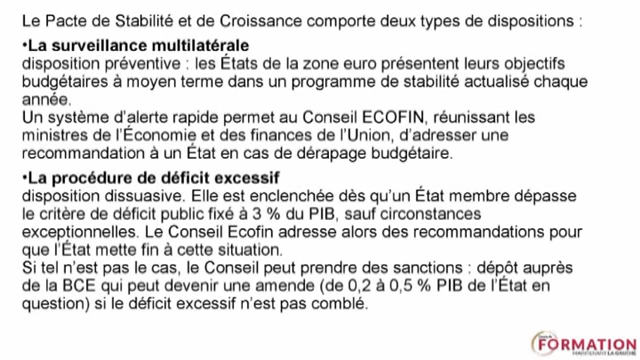 Le Pacte de Stabilité et de Croissance comporte deux types de dispositions :
•La surveillance multilatérale
disposition préventive : les États de la zone euro présentent leurs objectifs
budgétaires à moyen terme dans un programme de stabilité actualisé chaque
année.
Un système d’alerte rapide permet au Conseil ECOFIN, réunissant les
ministres de l’Économie et des finances de l’Union, d’adresser une
recommandation à un État en cas de dérapage budgétaire.
•La procédure de déficit excessif
disposition dissuasive. Elle est enclenchée dès qu’un État membre dépasse
le critère de déficit public fixé à 3 % du PIB, sauf circonstances
exceptionnelles. Le Conseil Ecofin adresse alors des recommandations pour
que l’État mette fin à cette situation.
Si tel n’est pas le cas, le Conseil peut prendre des sanctions : dépôt auprès
de la BCE qui peut devenir une amende (de 0,2 à 0,5 % PIB de l’État en
question) si le déficit excessif n’est pas comblé.
FORMATION
MAINTENANT LA GAUCHE